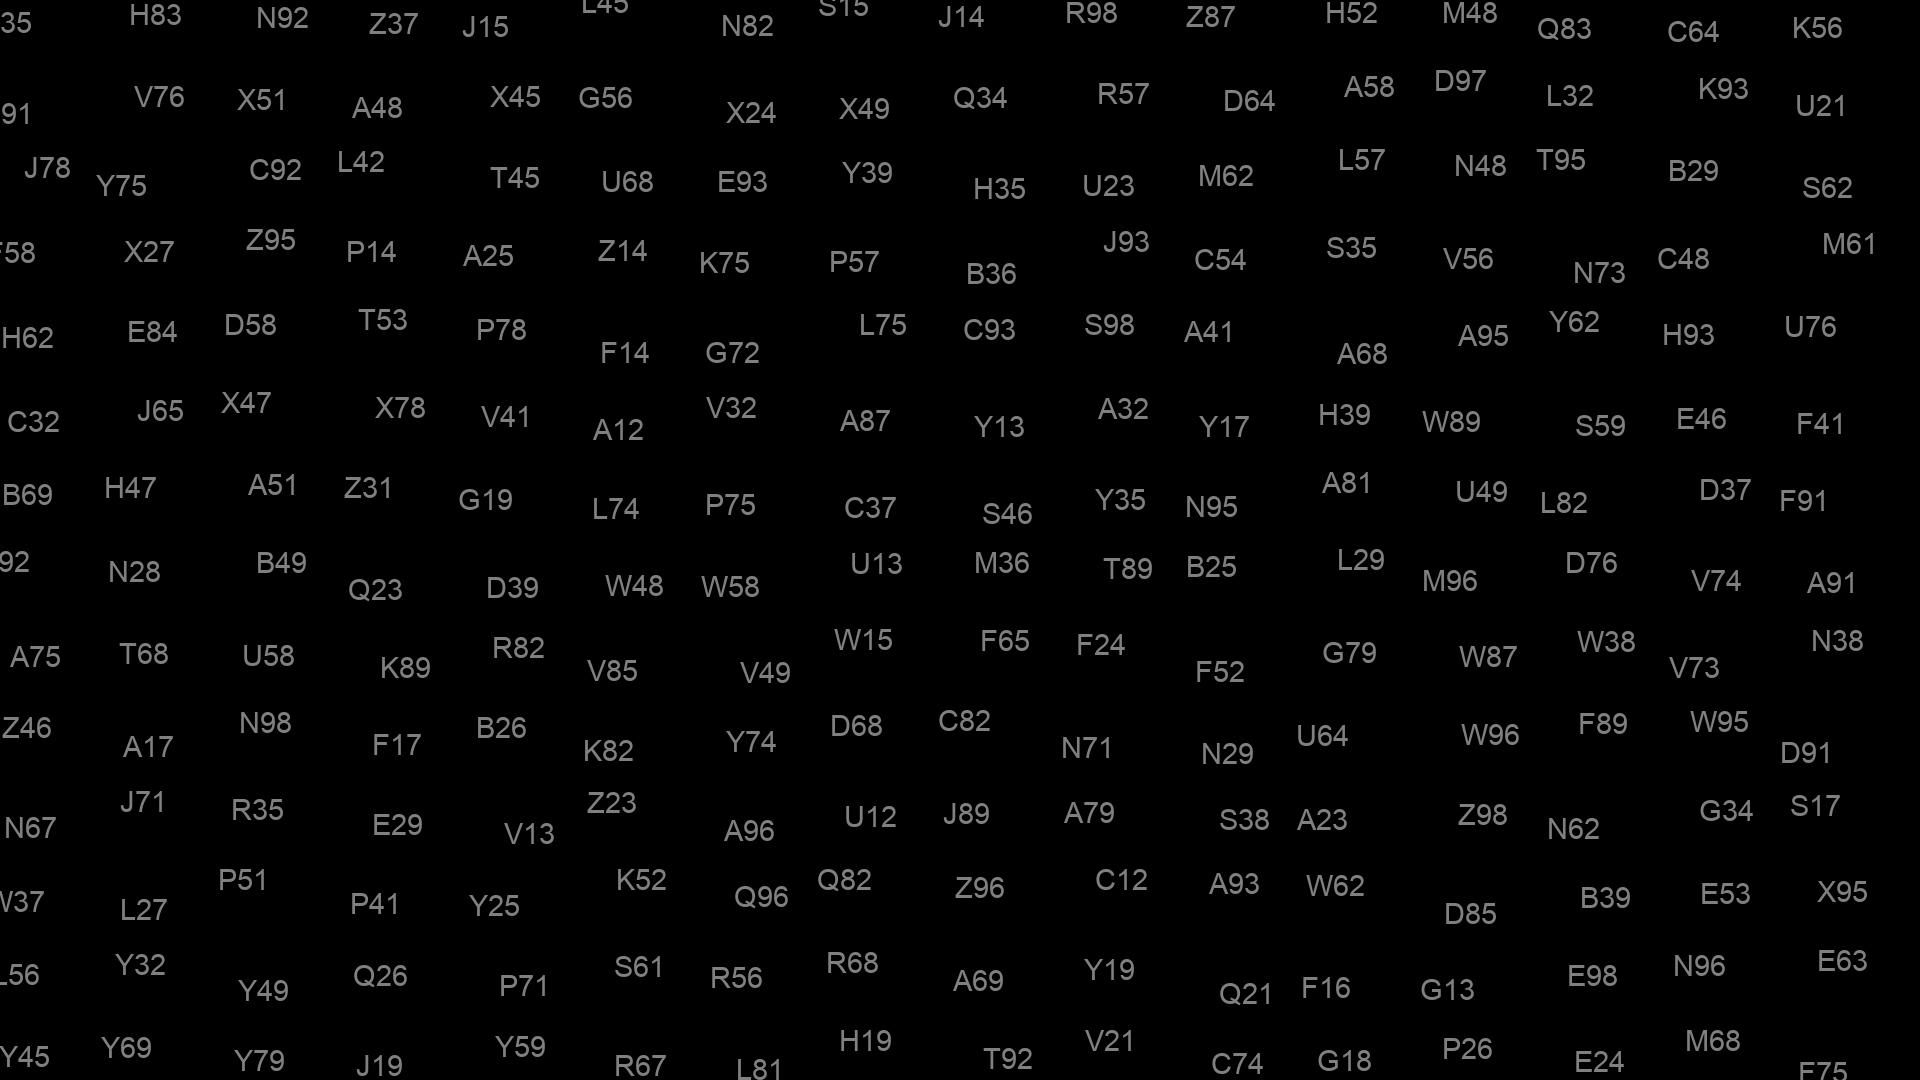 35 H83 N92 Z37 J15 L45 N82 S15 J14 R98 Z87 H52 M48 Q83 C64 K56
91 V76 X51 A48 X45 G56 X24 X49 Q34 R57 D64 A58 D97 L32 K93 U21
J78 Y75 C92 L42 T45 U68 E93 Y39 H35 U23 M62 L57 N48 T95 B29 S62
58 X27 Z95 P14 A25 Z14 K75 P57 B36 J93 C54 S35 V56 N73 C48 M61
H62 E84 D58 T53 P78 F14 G72 L75 C93 S98 A41 A68 A95 Y62 H93 U76
C32 J65 X47 X78 V41 A12 V32 A87 Y13 A32 Y17 H39 W89 S59 E46 F41
B69 H47 A51 Z31 G19 L74 P75 C37 S46 Y35 N95 A81 U49 L82 D37 F91
92 N28 B49 Q23 D39 W48 W58 U13 M36 T89 B25 L29 M96 D76 V74 A91
A75 T68 U58 K89 R82 V85 V49 W15 F65 F24 F52 G79 W87 W38 V73 N38
Z46 A17 N98 F17 B26 K82 Y74 D68 C82 N71 N29 U64 W96 F89 W95 D91
N67 J71 R35 E29 V13 Z23 A96 U12 J89 A79 S38 A23 Z98 N62 G34 S17
W37 L27 P51 P41 Y25 K52 Q96 Q82 Z96 C12 A93 W62 D85 B39 E53 X95
L56 Y32 Y49 Q26 P71 S61 R56 R68 A69 Y19 Q21 F16 G13 E98 N96 E63
Y45 Y69 Y79 J19 Y59 R67 L81 H19 T92 V21 C74 G18 P26 E24 M68